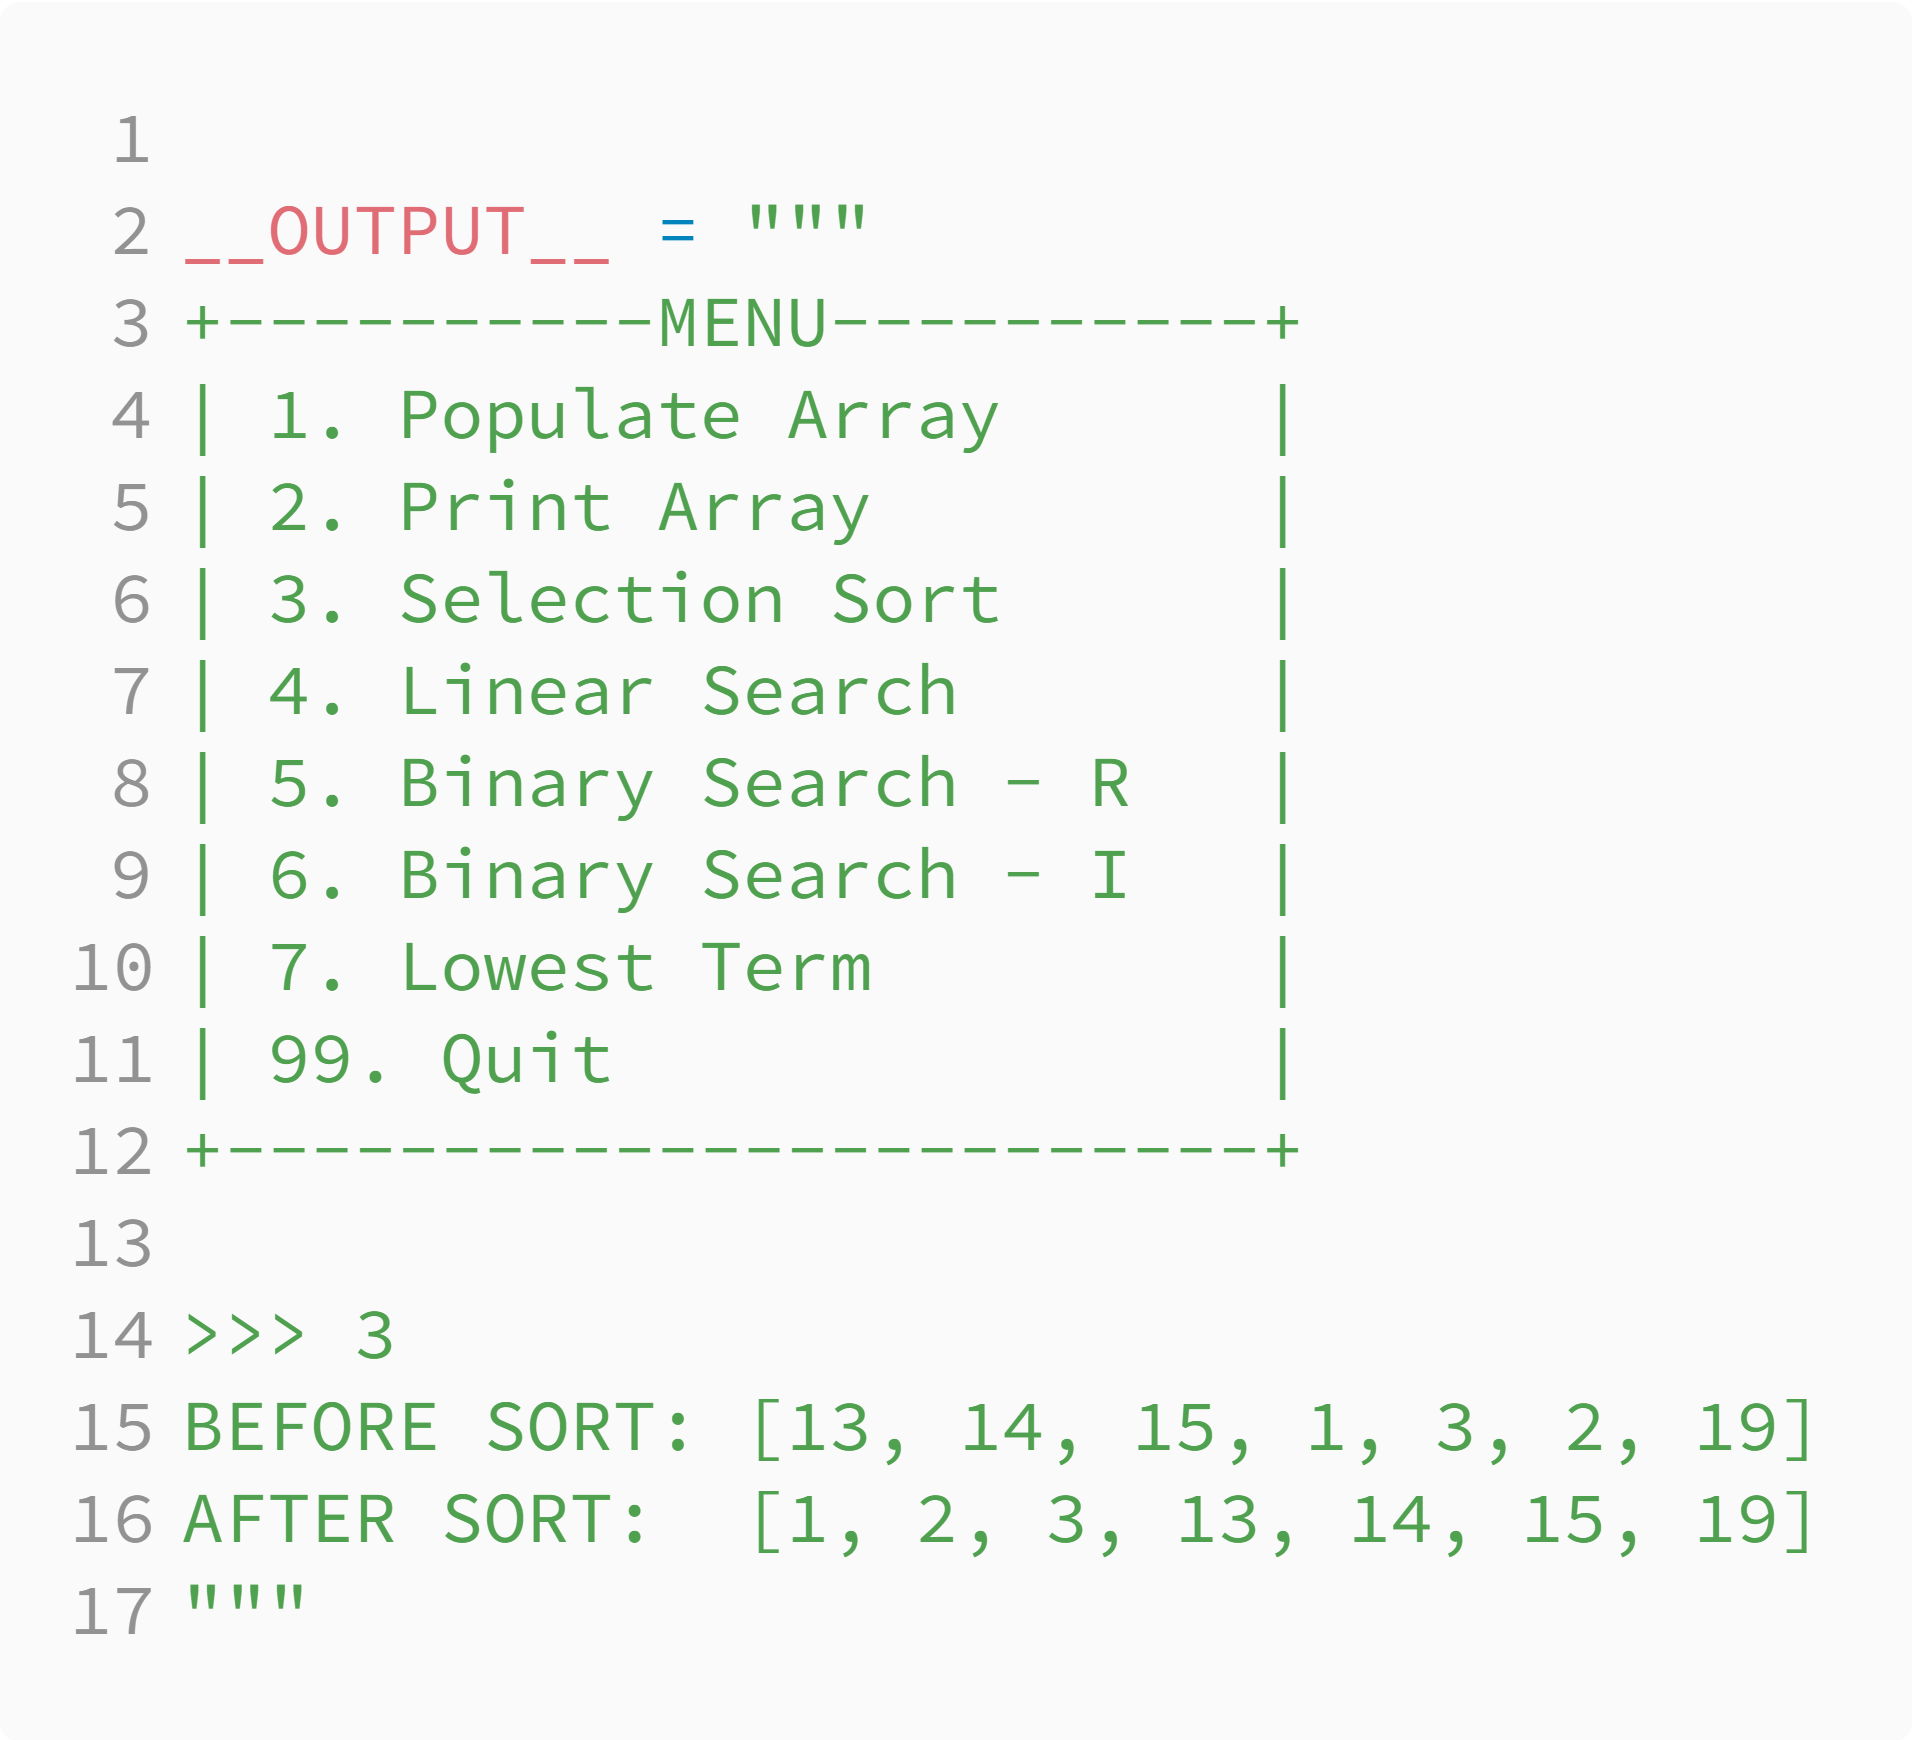 1
2 __OUTPUT__ = """
3 +----------MENU----------+
4 | 1. Populate Array      |
5 | 2. Print Array         |
6 | 3. Selection Sort      |
7 | 4. Linear Search       |
8 | 5. Binary Search - R   |
9 | 6. Binary Search - I   |
10 | 7. Lowest Term         |
11 | 99. Quit               |
12 +------------------------+
13
14 >>> 3
15 BEFORE SORT: [13, 14, 15, 1, 3, 2, 19]
16 AFTER SORT:  [1, 2, 3, 13, 14, 15, 19]
17 """